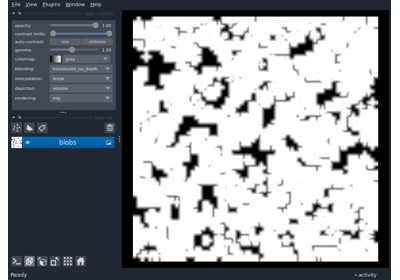 File View Plugins Window Help
opacity: 1.00
contrast limits:
auto-contrast: once continuous
gamma: 1.00
colormap: gray
blending: translucent_no_depth
interpolation: linear
depiction: volume
rendering: mip
blobs
Ready
activity